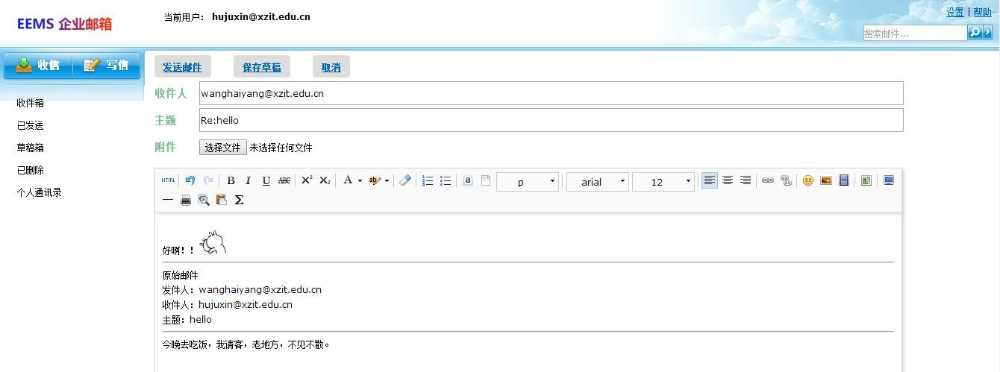 EEMS 企业邮箱
当前用户： hujuxin@xzit.edu.cn
设置 | 帮助
搜索邮件...
收信 写信
收件箱
已发送
草稿箱
已删除
个人通讯录
发送邮件 保存草稿 取消
收件人 wanghaiyang@xzit.edu.cn
主题 Re:hello
附件 选择文件 未选择任何文件
HTML B I U ABC X² X₂ A ab a p arial 12
Σ
好啊！！
原始邮件
发件人：wanghaiyang@xzit.edu.cn
收件人：hujuxin@xzit.edu.cn
主题：hello
今晚去吃饭，我请客，老地方，不见不散。